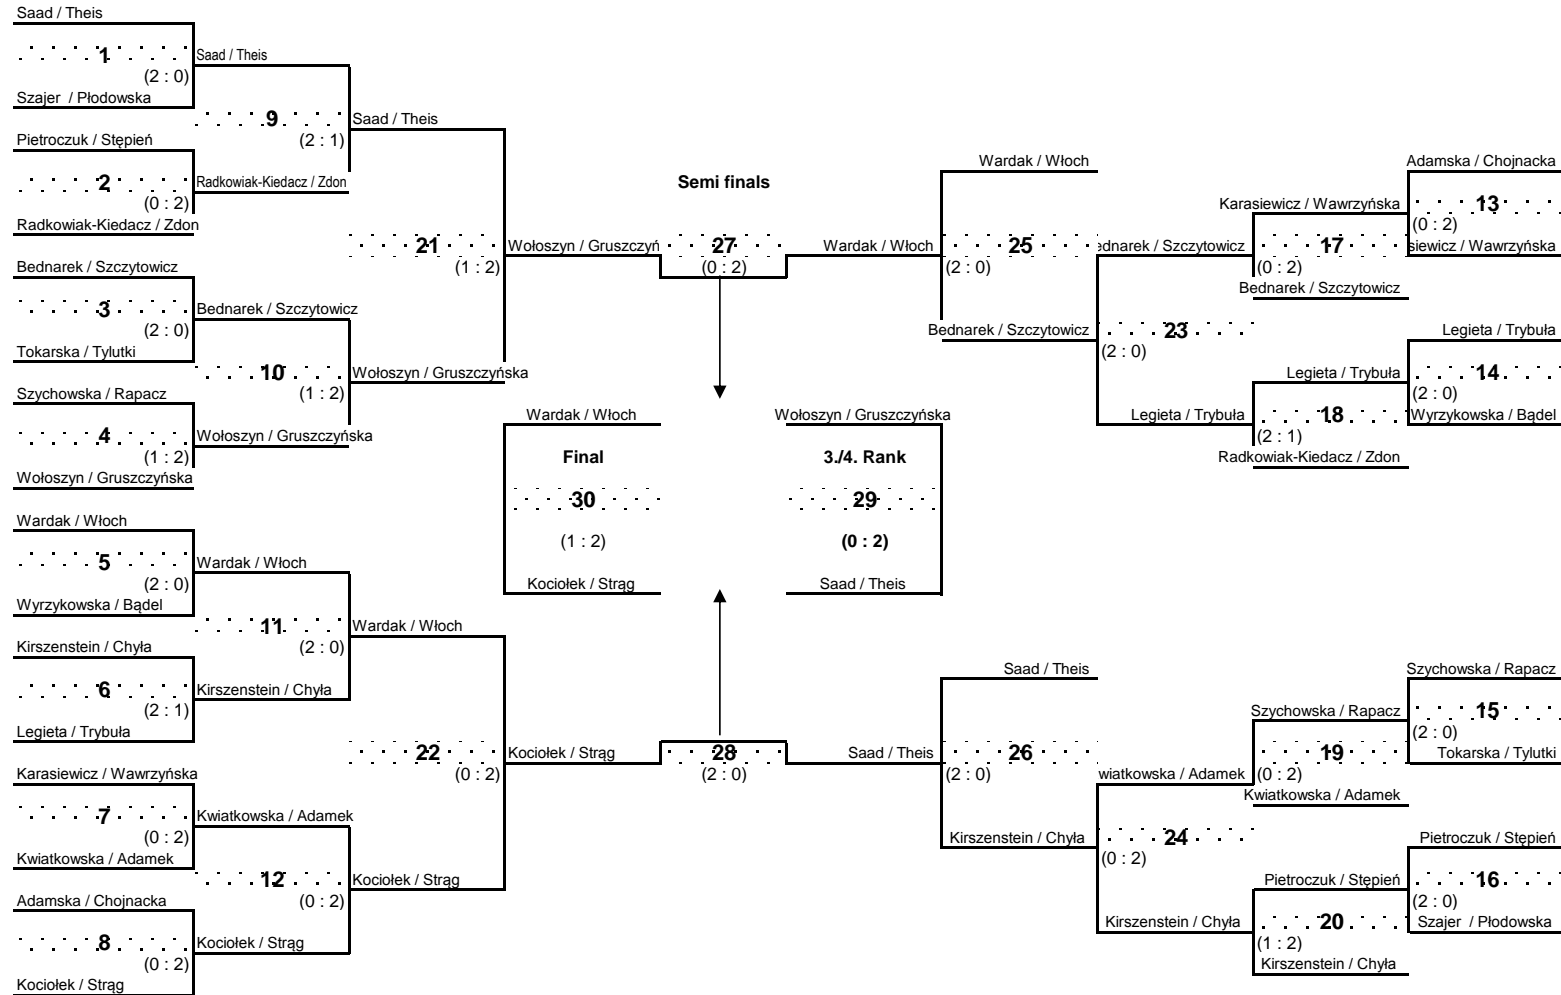 Saad / Theis
1
Saad / Theis
(2 : 0)
Szajer / Płodowska
9
Saad / Theis
(2 : 1)
Pietroczuk / Stępień
2
Radkowiak-Kiedacz / Zdon
(0 : 2)
Radkowiak-Kiedacz / Zdon
21
Wołoszyn / Gruszczyń
(1 : 2)
Bednarek / Szczytowicz
3
Bednarek / Szczytowicz
(2 : 0)
Tokarska / Tylutki
10
Wołoszyn / Gruszczyńska
(1 : 2)
Szychowska / Rapacz
4
Wołoszyn / Gruszczyńska
(1 : 2)
Wołoszyn / Gruszczyńska
Wardak / Włoch
5
Wardak / Włoch
(2 : 0)
Wyrzykowska / Bądel
11
Wardak / Włoch
(2 : 0)
Kirszenstein / Chyła
6
Kirszenstein / Chyła
(2 : 1)
Legieta / Trybuła
22
Kociołek / Strąg
(0 : 2)
Karasiewicz / Wawrzyńska
7
Kwiatkowska / Adamek
(0 : 2)
Kwiatkowska / Adamek
12
Kociołek / Strąg
(0 : 2)
Adamska / Chojnacka
8
Kociołek / Strąg
(0 : 2)
Kociołek / Strąg
Semi finals
27
(0 : 2)
Wardak / Włoch
Wardak / Włoch
Final
30
(1 : 2)
Kociołek / Strąg
Wołoszyn / Gruszczyńska
3./4. Rank
29
(0 : 2)
Saad / Theis
28
(2 : 0)
Saad / Theis
Wardak / Włoch
25
(2 : 0)
Bednarek / Szczytowicz
ednarek / Szczytowicz
23
(2 : 0)
Legieta / Trybuła
Karasiewicz / Wawrzyńska
17
(0 : 2)
Bednarek / Szczytowicz
Adamska / Chojnacka
13
(0 : 2)
siewicz / Wawrzyńska
Legieta / Trybuła
18
(2 : 1)
Radkowiak-Kiedacz / Zdon
Legieta / Trybuła
14
(2 : 0)
Wyrzykowska / Bądel
Saad / Theis
26
(2 : 0)
Kirszenstein / Chyła
wiatkowska / Adamek
24
(0 : 2)
Kirszenstein / Chyła
Szychowska / Rapacz
19
(0 : 2)
Kwiatkowska / Adamek
Szychowska / Rapacz
15
(2 : 0)
Tokarska / Tylutki
Pietroczuk / Stępień
20
(1 : 2)
Kirszenstein / Chyła
Pietroczuk / Stępień
16
(2 : 0)
Szajer / Płodowska